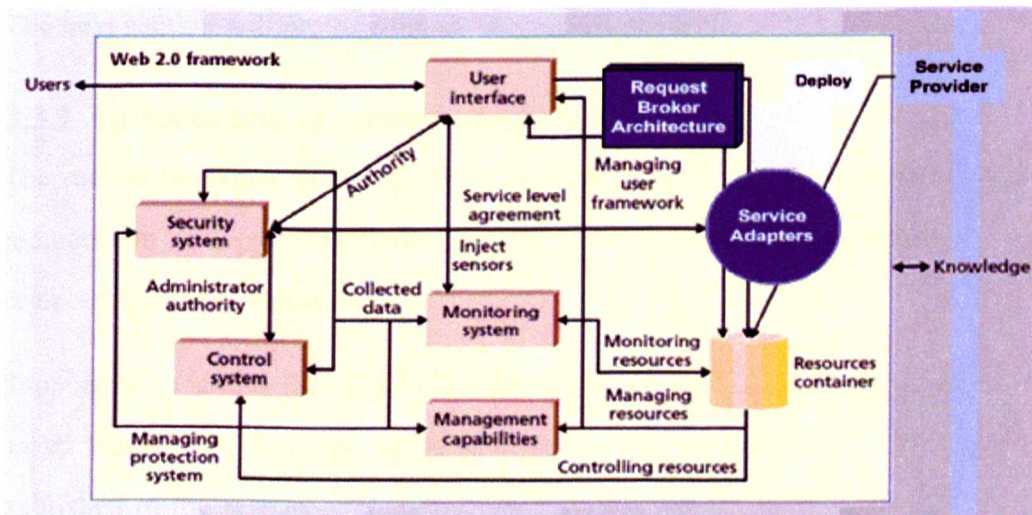 Web 2.0 framework
Users
User
interface
Request
Broker
Architecture
Deploy
Service
Provider
Authority
Managing
user
framework
Security
system
Service level
agreement
Service
Adapters
Inject
sensors
Knowledge
Administrator
authority
Collected
data
Monitoring
system
Control
system
Monitoring
resources
Resources
container
Managing
resources
Management
capabilities
Managing
protection
system
Controlling resources